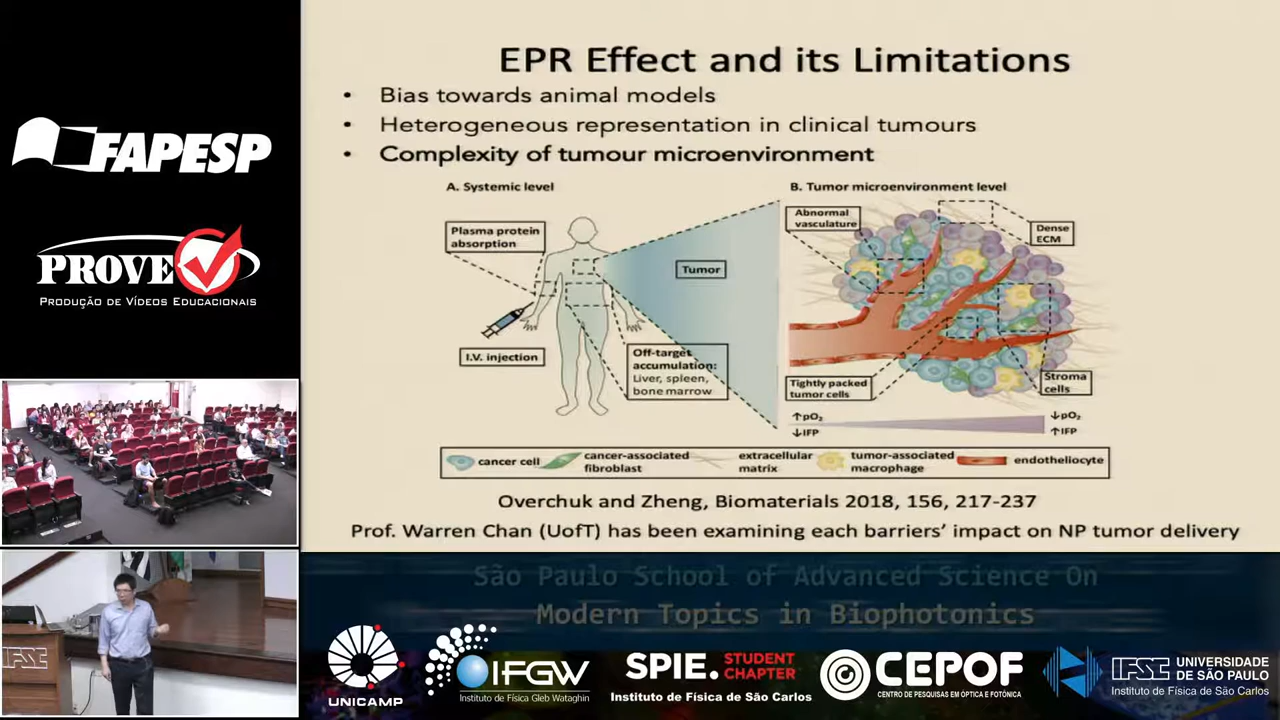 FAPESP
PROVE
PRODUÇÃO DE VÍDEOS EDUCACIONAIS
EPR Effect and its Limitations
• Bias towards animal models
• Heterogeneous representation in clinical tumours
• Complexity of tumour microenvironment
A. Systemic level
Plasma protein
absorption
I.V. injection
Off-target
accumulation:
Liver, spleen,
bone marrow
Tumor
B. Tumor microenvironment level
Abnormal
vasculature
Dense
ECM
Tightly packed
tumor cells
Stroma
cells
↑pO₂
↓IFP
↓pO₂
↑IFP
cancer cell
cancer-associated
fibroblast
extracellular
matrix
tumor-associated
macrophage
endotheliocyte
Overchuk and Zheng, Biomaterials 2018, 156, 217-237
Prof. Warren Chan (UofT) has been examining each barriers' impact on NP tumor delivery
IFSC
São Paulo School of Advanced Science On
Modern Topics in Biophotonics
UNICAMP
IFGW
Instituto de Física Gleb Wataghin
SPIE. STUDENT
CHAPTER
Instituto de Física de São Carlos
CEPOF
CENTRO DE PESQUISAS EM ÓPTICA E FOTÔNICA
IFSC UNIVERSIDADE
DE SÃO PAULO
Instituto de Física de São Carlos